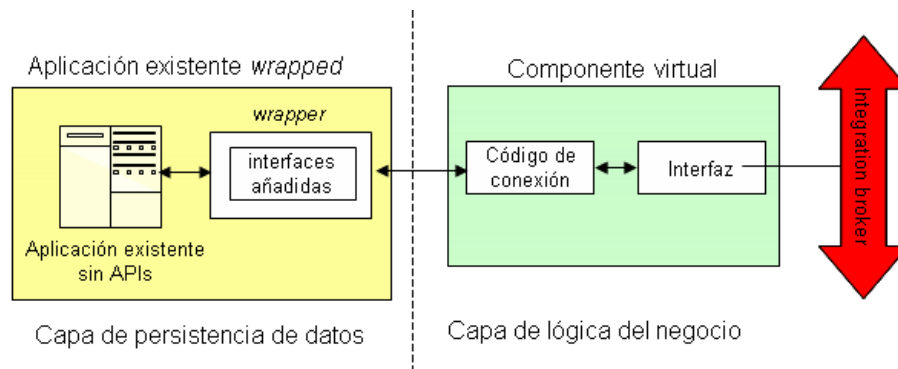 Aplicación existente wrapped
Componente virtual
wrapper
interfaces
añadidas
Aplicación existente
sin APIs
Código de
conexión
Interfaz
Integration broker
Capa de persistencia de datos
Capa de lógica del negocio